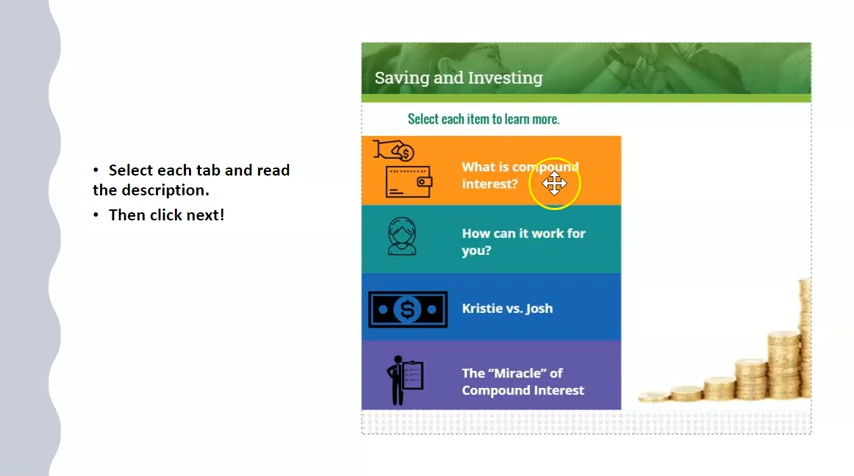 • Select each tab and read
the description.
• Then click next!
Saving and Investing
Select each item to learn more.
What is compound
interest?
How can it work for
you?
Kristie vs. Josh
The “Miracle” of
Compound Interest